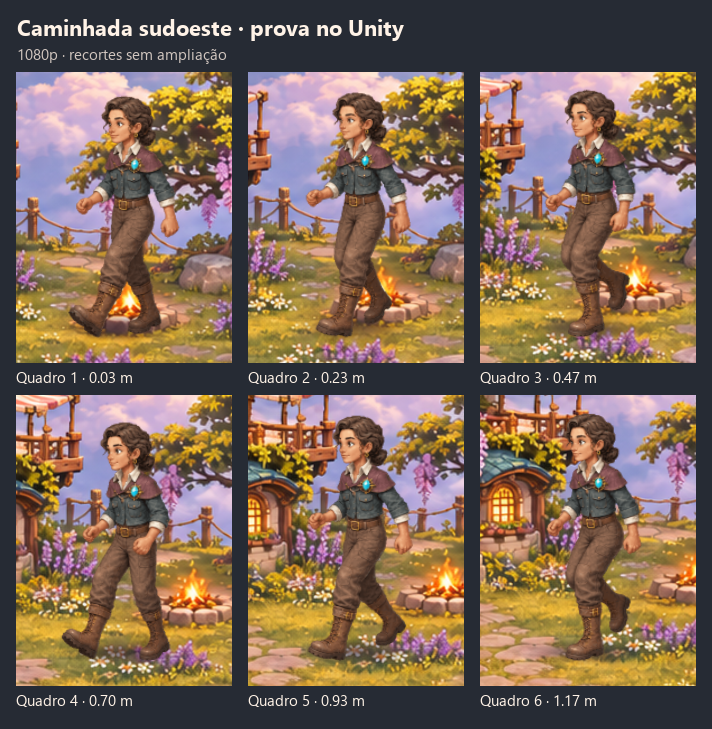 Caminhada sudoeste · prova no Unity
1080p · recortes sem ampliação
Quadro 1 · 0.03 m
Quadro 2 · 0.23 m
Quadro 3 · 0.47 m
Quadro 4 · 0.70 m
Quadro 5 · 0.93 m
Quadro 6 · 1.17 m